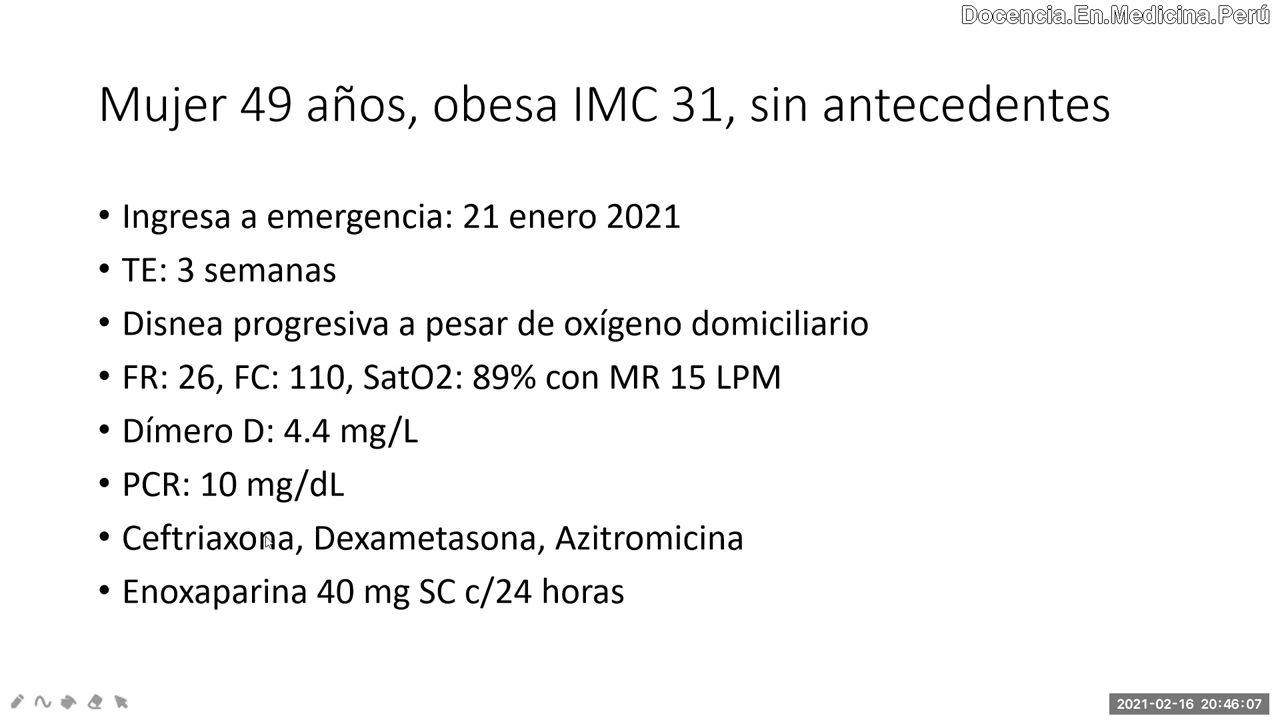 Docencia.En.Medicina.Perú
Mujer 49 años, obesa IMC 31, sin antecedentes
• Ingresa a emergencia: 21 enero 2021
• TE: 3 semanas
• Disnea progresiva a pesar de oxígeno domiciliario
• FR: 26, FC: 110, SatO2: 89% con MR 15 LPM
• Dímero D: 4.4 mg/L
• PCR: 10 mg/dL
• Ceftriaxona, Dexametasona, Azitromicina
• Enoxaparina 40 mg SC c/24 horas
2021-02-16 20:46:07